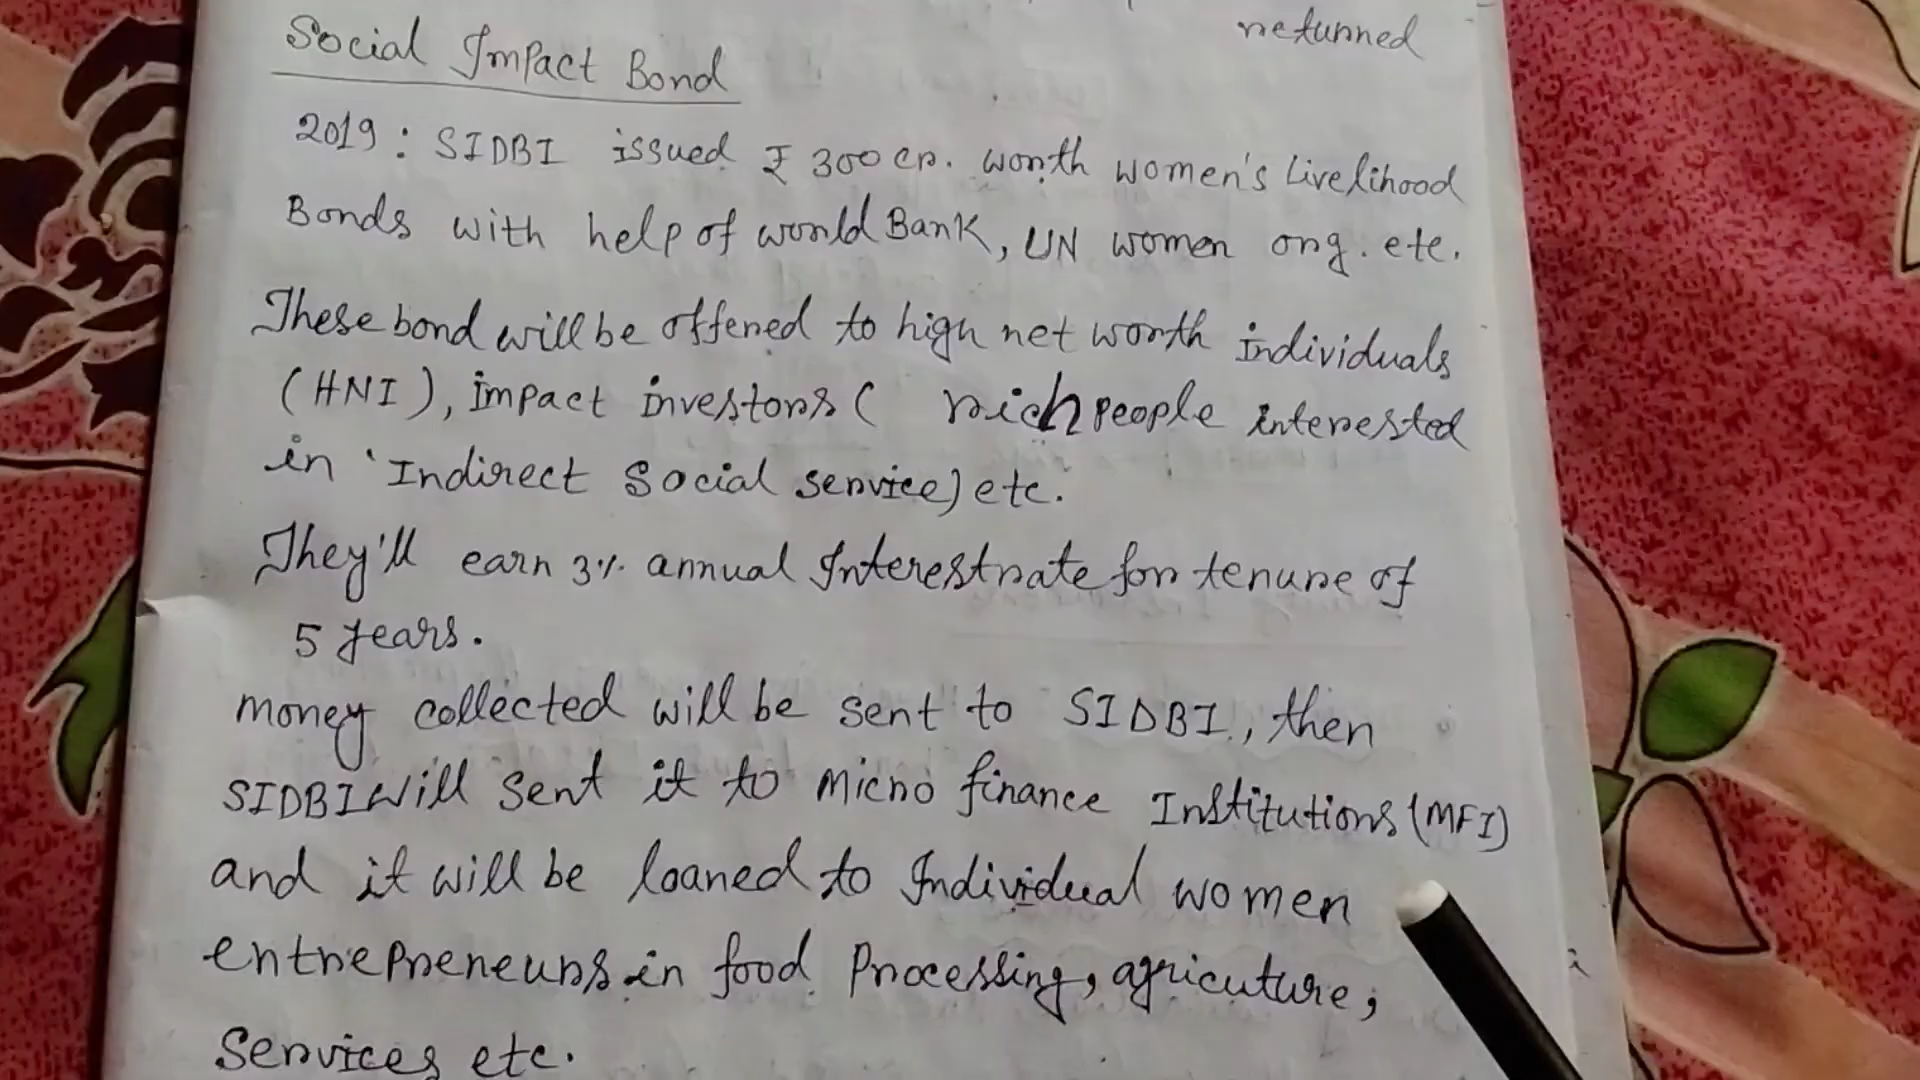 returned
Social Impact Bond
2019: SIDBI issued ₹ 300 cr. worth women's Livelihood
Bonds with help of world Bank, UN women org. etc.
These bond will be offered to high net worth individuals
(HNI), impact investors ( rich people interested
in 'Indirect Social service) etc.
They'll earn 3% annual Interest rate for tenure of
5 years.
money collected will be sent to SIDBI, then
SIDBI will sent it to micro finance Institutions (MFI)
and it will be loaned to Individual women
entrepreneurs in food Processing, agricuture,
Services etc.